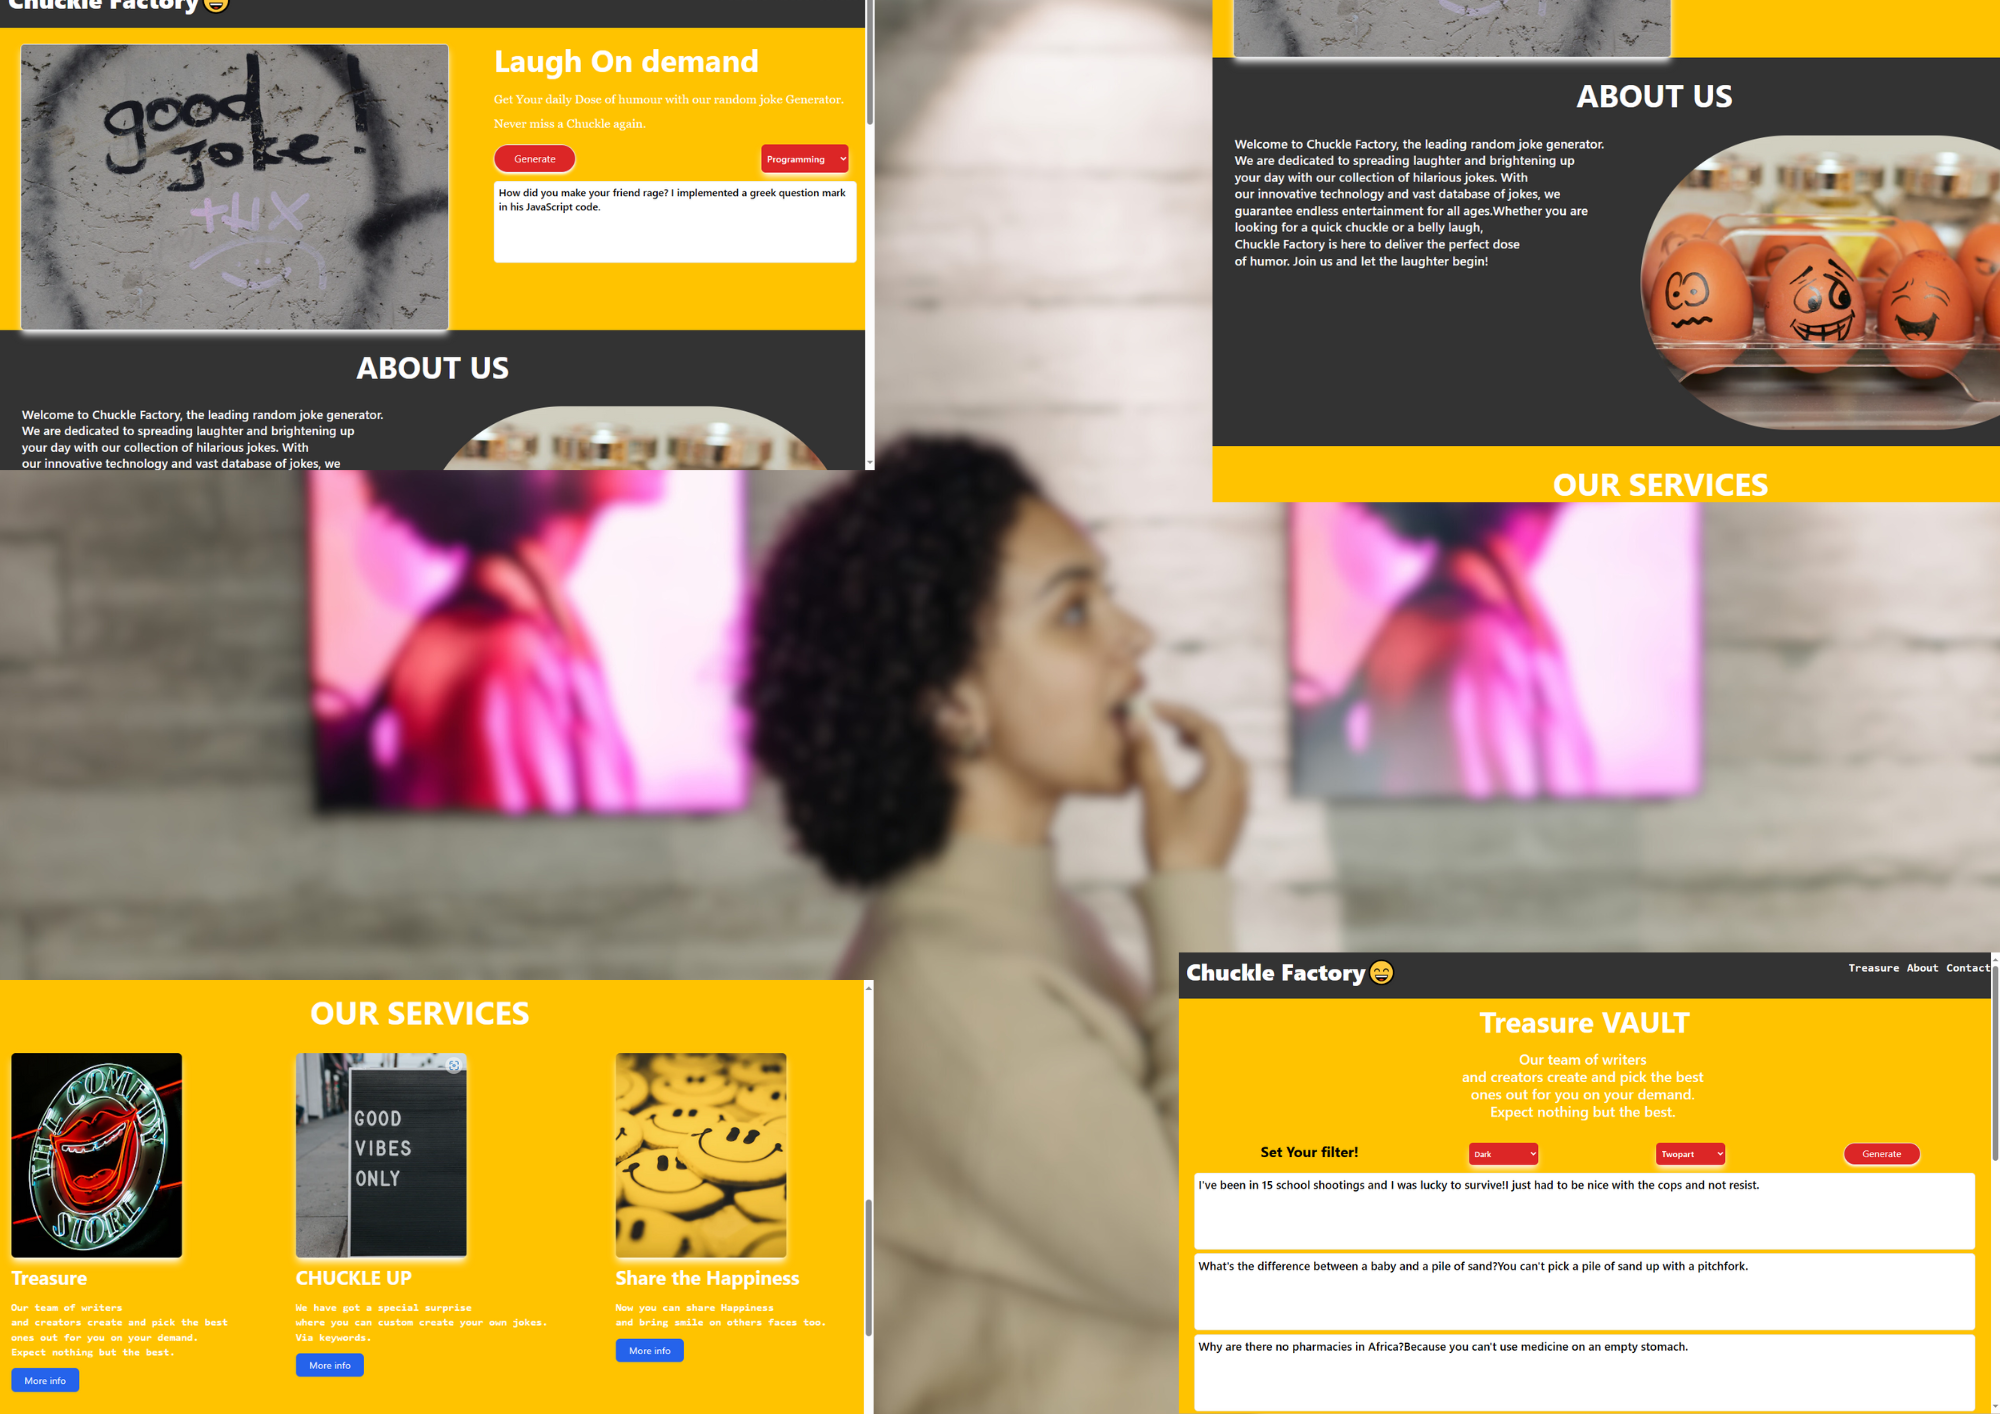 Chuckle Factory
good
joke!
thx
Laugh On demand
Get Your daily Dose of humour with our random joke Generator.
Never miss a Chuckle again.
Generate
Programming
How did you make your friend rage? I implemented a greek question mark
in his JavaScript code.
ABOUT US
Welcome to Chuckle Factory, the leading random joke generator.
We are dedicated to spreading laughter and brightening up
your day with our collection of hilarious jokes. With
our innovative technology and vast database of jokes, we
ABOUT US
Welcome to Chuckle Factory, the leading random joke generator.
We are dedicated to spreading laughter and brightening up
your day with our collection of hilarious jokes. With
our innovative technology and vast database of jokes, we
guarantee endless entertainment for all ages.Whether you are
looking for a quick chuckle or a belly laugh,
Chuckle Factory is here to deliver the perfect dose
of humor. Join us and let the laughter begin!
OUR SERVICES
OUR SERVICES
THE COMEDY
STORE
Treasure
Our team of writers
and creators create and pick the best
ones out for you on your demand.
Expect nothing but the best.
More info
GOOD
VIBES
ONLY
CHUCKLE UP
We have got a special surprise
where you can custom create your own jokes.
Via keywords.
More info
Share the Happiness
Now you can share Happiness
and bring smile on others faces too.
More info
Chuckle Factory
Treasure About Contact
Treasure VAULT
Our team of writers
and creators create and pick the best
ones out for you on your demand.
Expect nothing but the best.
Set Your filter!
Dark
Twopart
Generate
I've been in 15 school shootings and I was lucky to survive!I just had to be nice with the cops and not resist.
What's the difference between a baby and a pile of sand?You can't pick a pile of sand up with a pitchfork.
Why are there no pharmacies in Africa?Because you can't use medicine on an empty stomach.